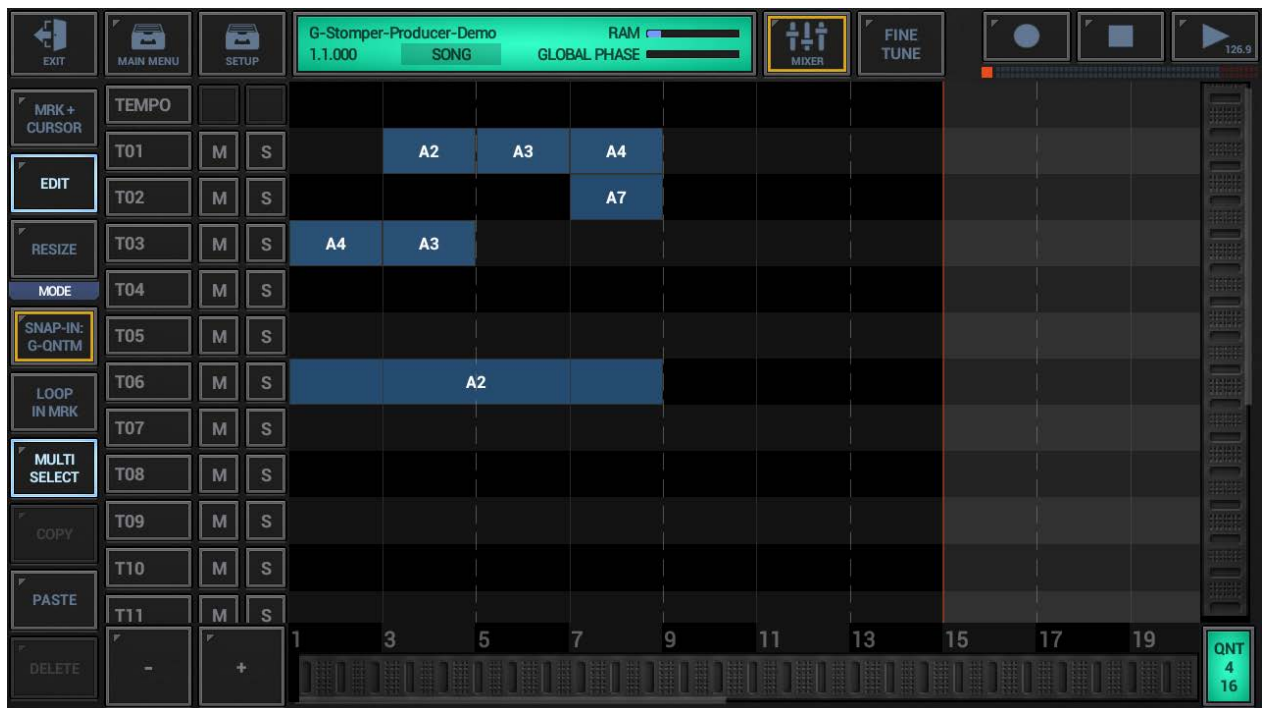 EXIT
MAIN MENU
SETUP
G-Stomper-Producer-Demo RAM
1.1.000 SONG GLOBAL PHASE
MIXER
FINE
TUNE
126.9
MRK +
CURSOR
EDIT
RESIZE
MODE
SNAP-IN:
G-QNTM
LOOP
IN MRK
MULTI
SELECT
COPY
PASTE
DELETE
TEMPO
T01 M S A2 A3 A4
T02 M S A7
T03 M S A4 A3
T04 M S
T05 M S
T06 M S A2
T07 M S
T08 M S
T09 M S
T10 M S
T11 M S
- +
1 3 5 7 9 11 13 15 17 19
QNT
4
16